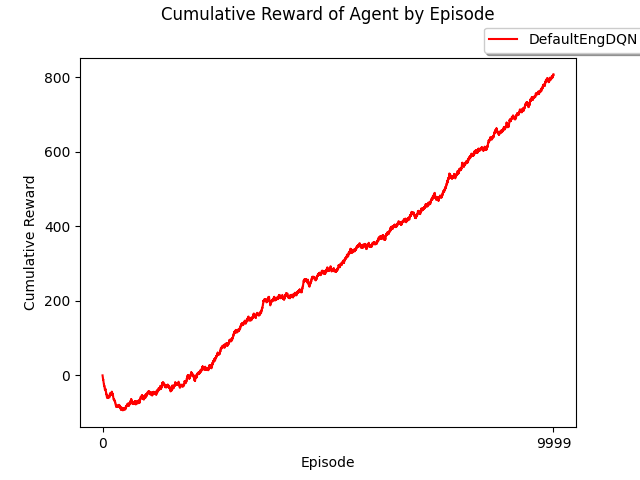 Cumulative Reward of Agent by Episode
DefaultEngDQN
800
600
400
200
0
Cumulative Reward
0
9999
Episode